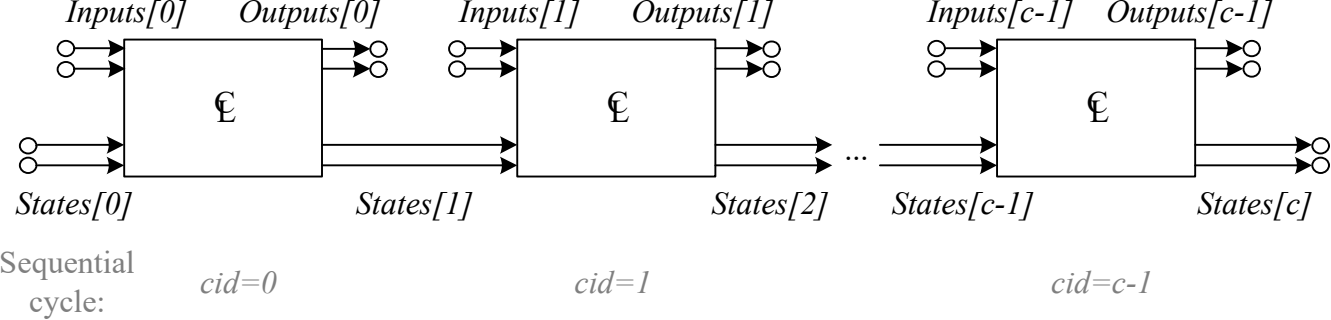 Inputs[0] Outputs[0] Inputs[1] Outputs[1] Inputs[c-1] Outputs[c-1]
℄ ℄ ℄
...
States[0] States[1] States[2] States[c-1] States[c]
Sequential
cycle:
cid=0 cid=1 cid=c-1